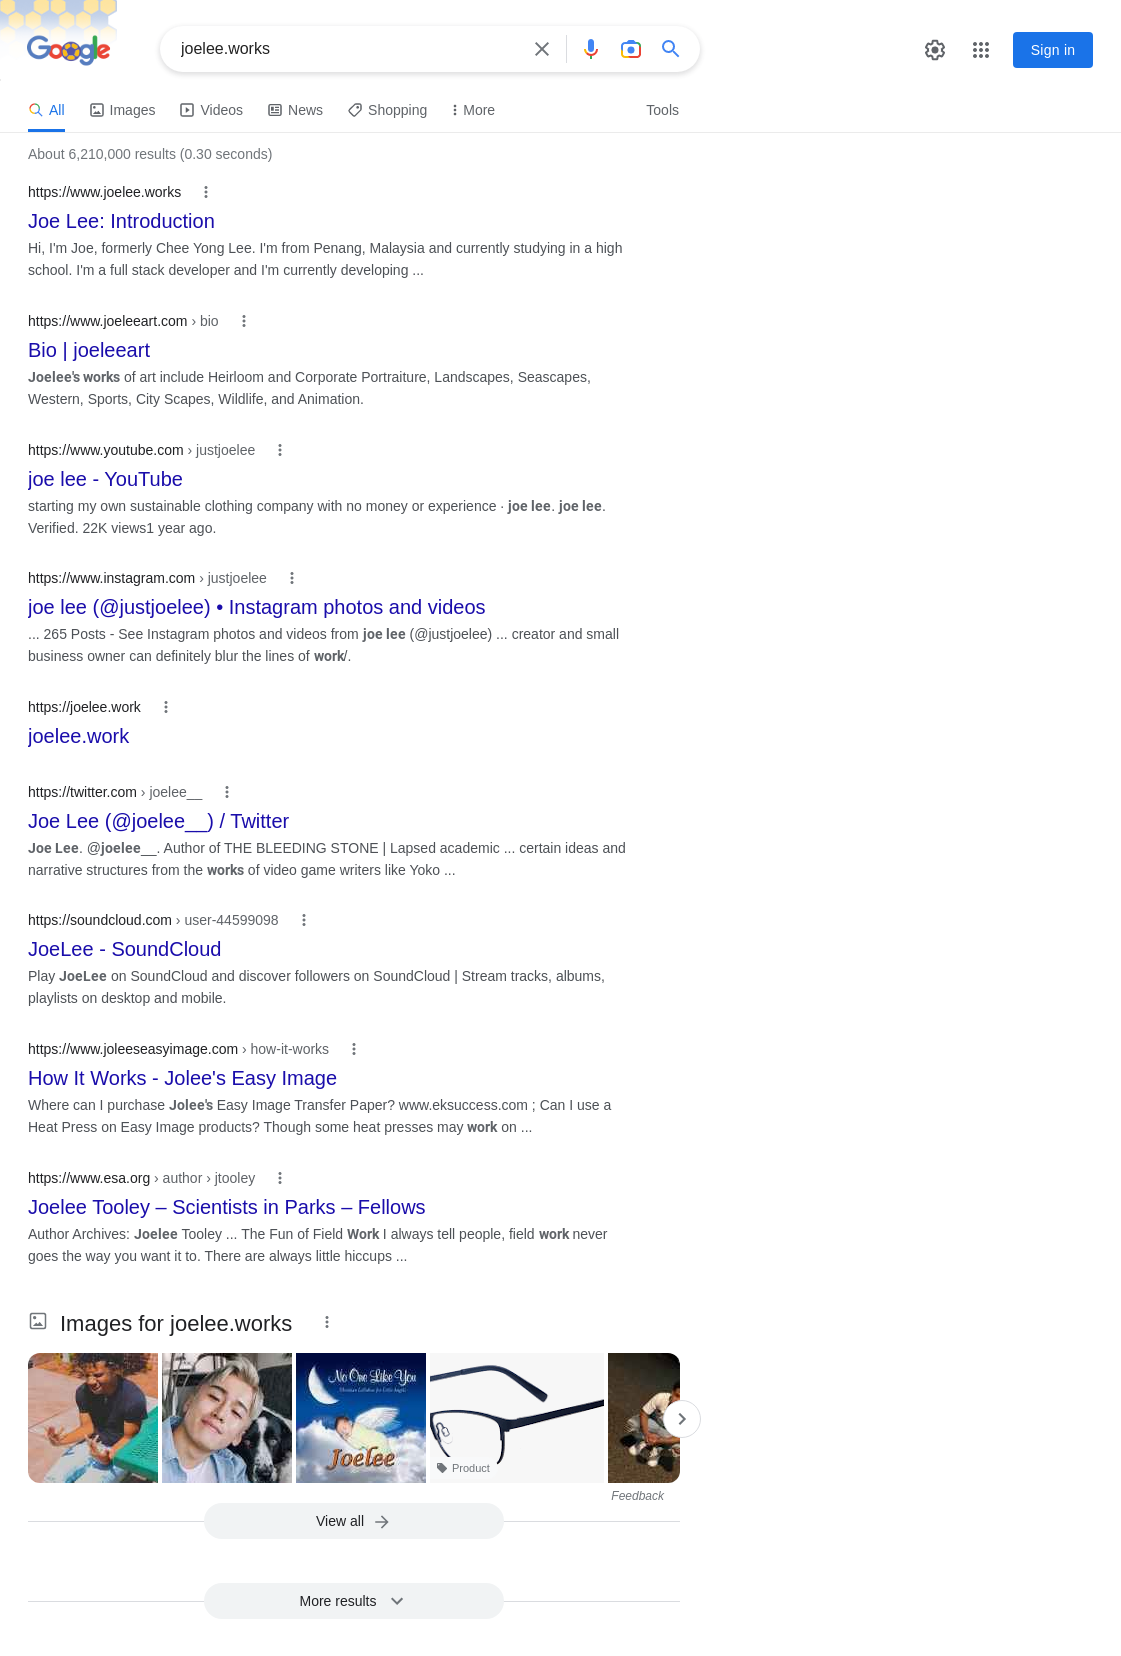 Google
joelee.works
Sign in
All
Images
Videos
News
Shopping
More
Tools
About 6,210,000 results (0.30 seconds)
https://www.joelee.works
Joe Lee: Introduction
Hi, I'm Joe, formerly Chee Yong Lee. I'm from Penang, Malaysia and currently studying in a high
school. I'm a full stack developer and I'm currently developing ...
https://www.joeleeart.com › bio
Bio | joeleeart
Joelee's works of art include Heirloom and Corporate Portraiture, Landscapes, Seascapes,
Western, Sports, City Scapes, Wildlife, and Animation.
https://www.youtube.com › justjoelee
joe lee - YouTube
starting my own sustainable clothing company with no money or experience · joe lee. joe lee.
Verified. 22K views1 year ago.
https://www.instagram.com › justjoelee
joe lee (@justjoelee) • Instagram photos and videos
... 265 Posts - See Instagram photos and videos from joe lee (@justjoelee) ... creator and small
business owner can definitely blur the lines of work/.
https://joelee.work
joelee.work
https://twitter.com › joelee__
Joe Lee (@joelee__) / Twitter
Joe Lee. @joelee__. Author of THE BLEEDING STONE | Lapsed academic ... certain ideas and
narrative structures from the works of video game writers like Yoko ...
https://soundcloud.com › user-44599098
JoeLee - SoundCloud
Play JoeLee on SoundCloud and discover followers on SoundCloud | Stream tracks, albums,
playlists on desktop and mobile.
https://www.joleeseasyimage.com › how-it-works
How It Works - Jolee's Easy Image
Where can I purchase Jolee's Easy Image Transfer Paper? www.eksuccess.com ; Can I use a
Heat Press on Easy Image products? Though some heat presses may work on ...
https://www.esa.org › author › jtooley
Joelee Tooley – Scientists in Parks – Fellows
Author Archives: Joelee Tooley ... The Fun of Field Work I always tell people, field work never
goes the way you want it to. There are always little hiccups ...
Images for joelee.works
No One Like You
Christian Lullabies for Little Angels
Joelee
Product
Feedback
View all
More results